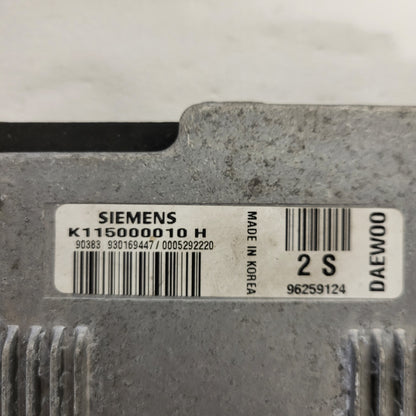 SIEMENS
K115000010 H
90383 930169447 / 0005292220
MADE IN KOREA
2 S
96259124
DAEWOO